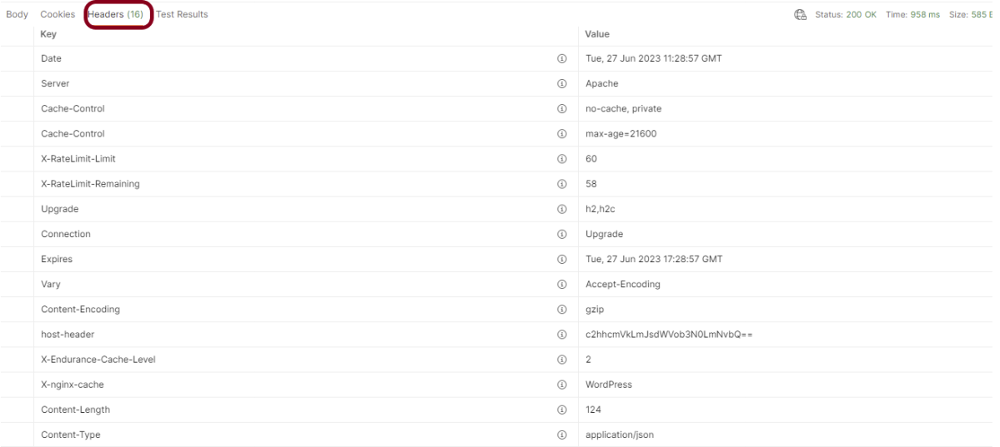 Body Cookies Headers (16) Test Results Status: 200 OK Time: 958 ms Size: 585
Key Value
Date Tue, 27 Jun 2023 11:28:57 GMT
Server Apache
Cache-Control no-cache, private
Cache-Control max-age=21600
X-RateLimit-Limit 60
X-RateLimit-Remaining 58
Upgrade h2,h2c
Connection Upgrade
Expires Tue, 27 Jun 2023 17:28:57 GMT
Vary Accept-Encoding
Content-Encoding gzip
host-header c2hhcmVkLmJsdWVob3N0LmNvbQ==
X-Endurance-Cache-Level 2
X-nginx-cache WordPress
Content-Length 124
Content-Type application/json